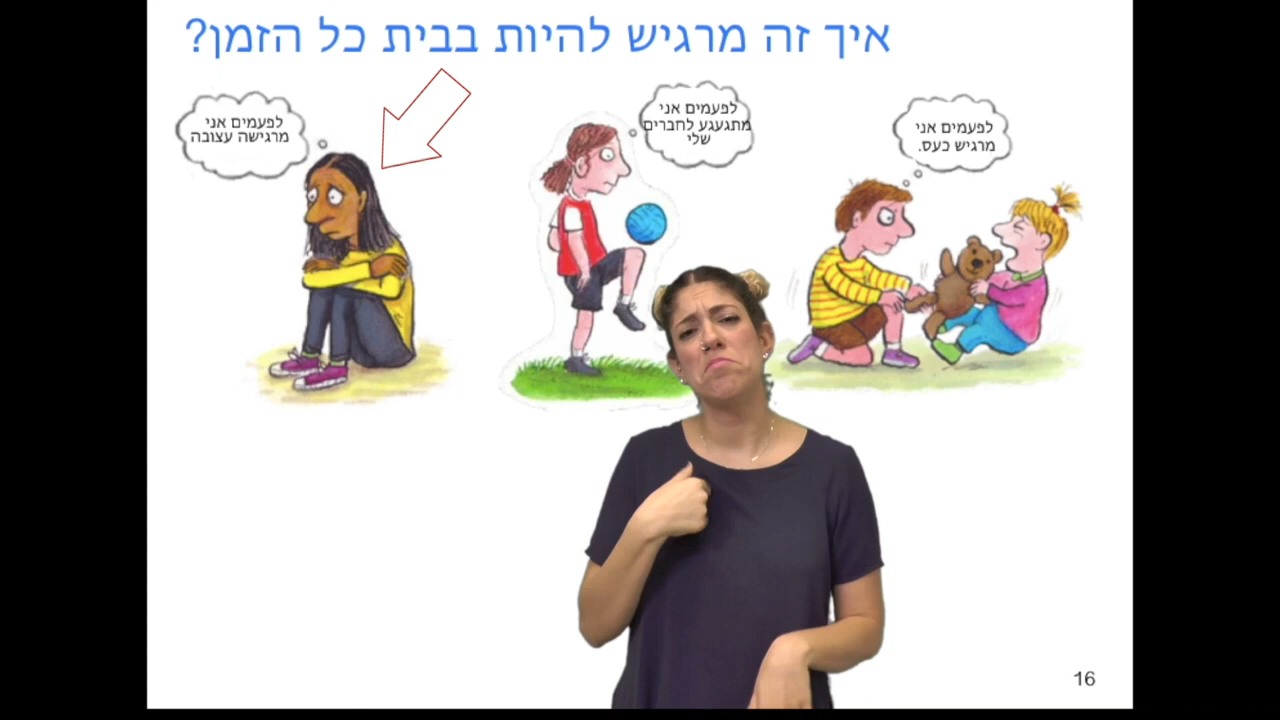 איך זה מרגיש להיות בבית כל הזמן?
לפעמים אני
מרגיש כעס.
לפעמים אני
מתגעגע לחברים
שלי
לפעמים אני
מרגישה עצובה
16